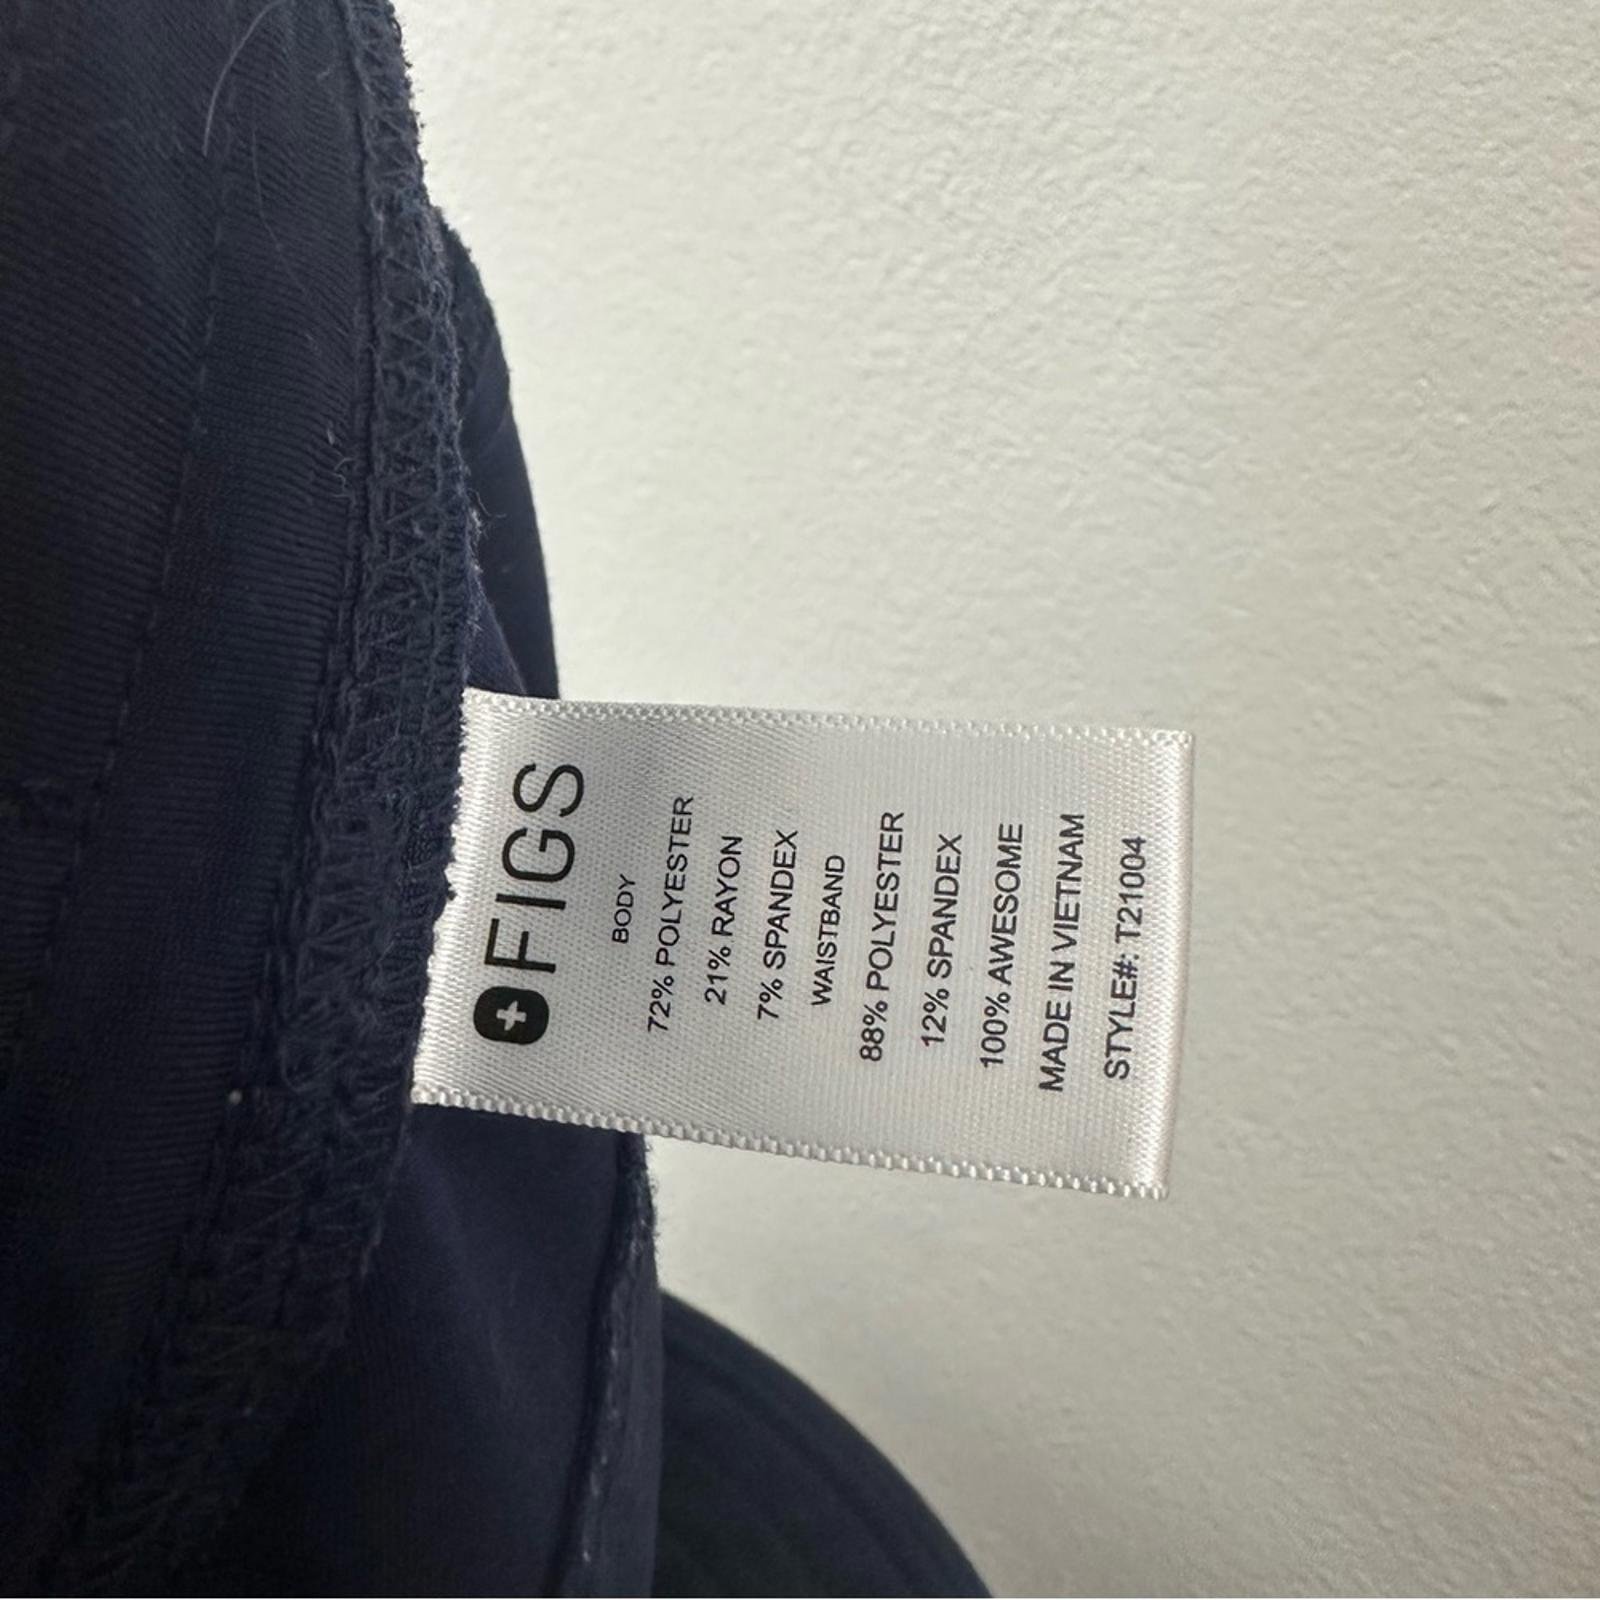 FIGS
BODY
72% POLYESTER
21% RAYON
7% SPANDEX
WAISTBAND
88% POLYESTER
12% SPANDEX
100% AWESOME
MADE IN VIETNAM
STYLE#: T21004